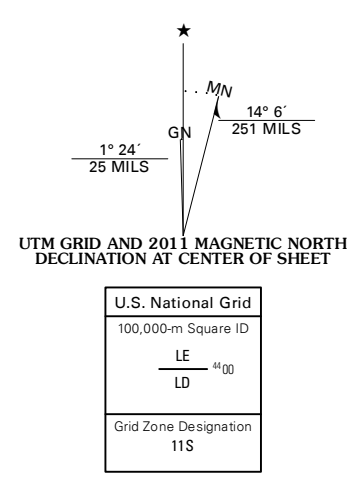 ★
MN
14° 6´
251 MILS
GN
1° 24´
25 MILS
UTM GRID AND 2011 MAGNETIC NORTH
DECLINATION AT CENTER OF SHEET
U.S. National Grid
100,000-m Square ID
LE
4400
LD
Grid Zone Designation
11S